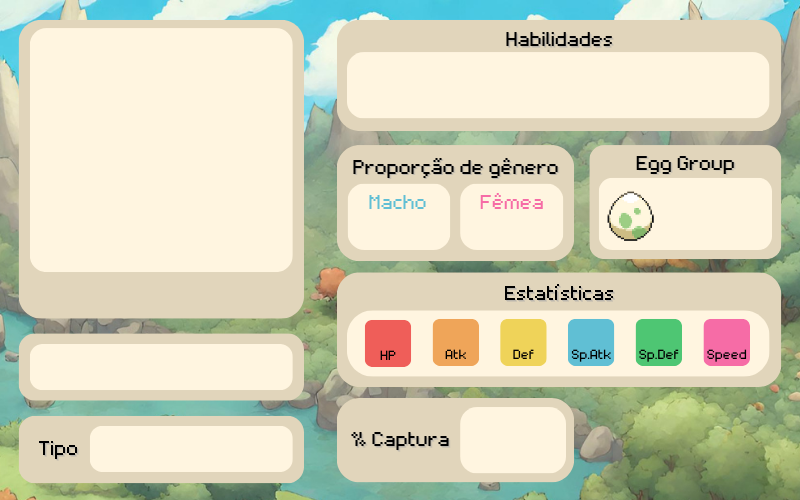 Habilidades
Proporção de gênero
Macho
Fêmea
Egg Group
Estatísticas
HP
Atk
Def
Sp.Atk
Sp.Def
Speed
% Captura
Tipo